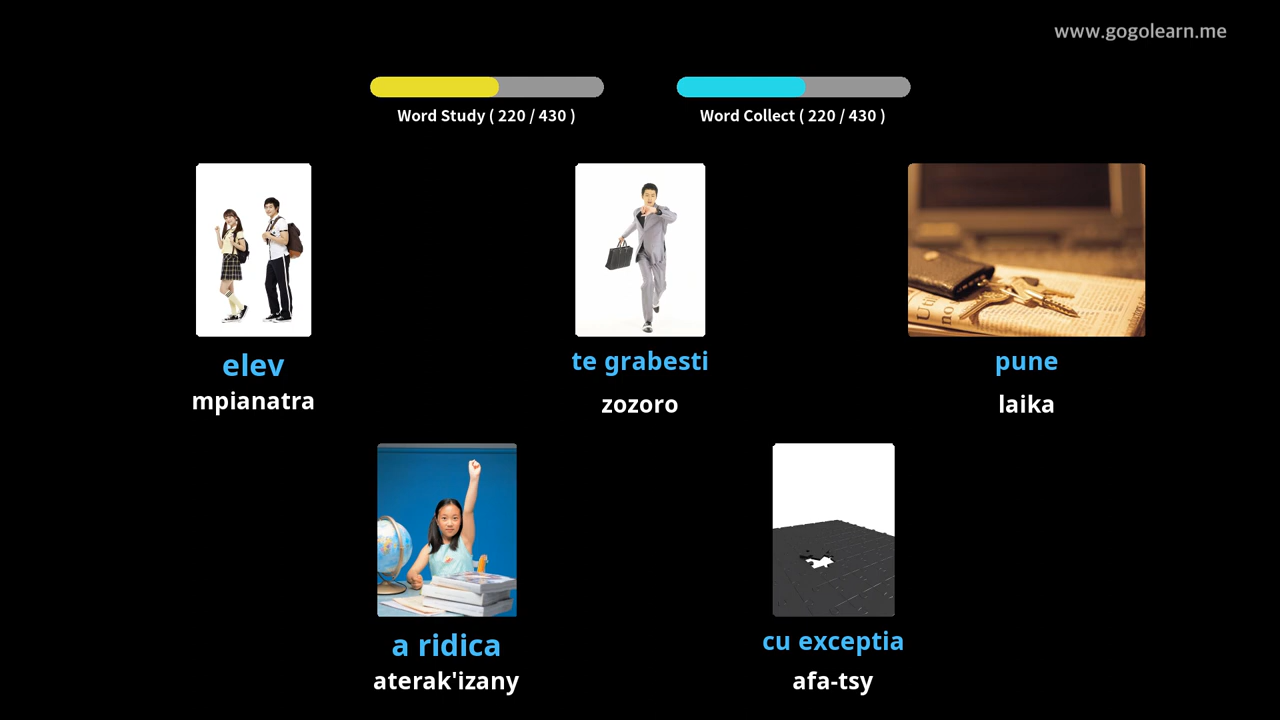 www.gogolearn.me
Word Study ( 220 / 430 )
Word Collect ( 220 / 430 )
elev
mpianatra
te grabesti
zozoro
pune
laika
a ridica
aterak'izany
cu exceptia
afa-tsy